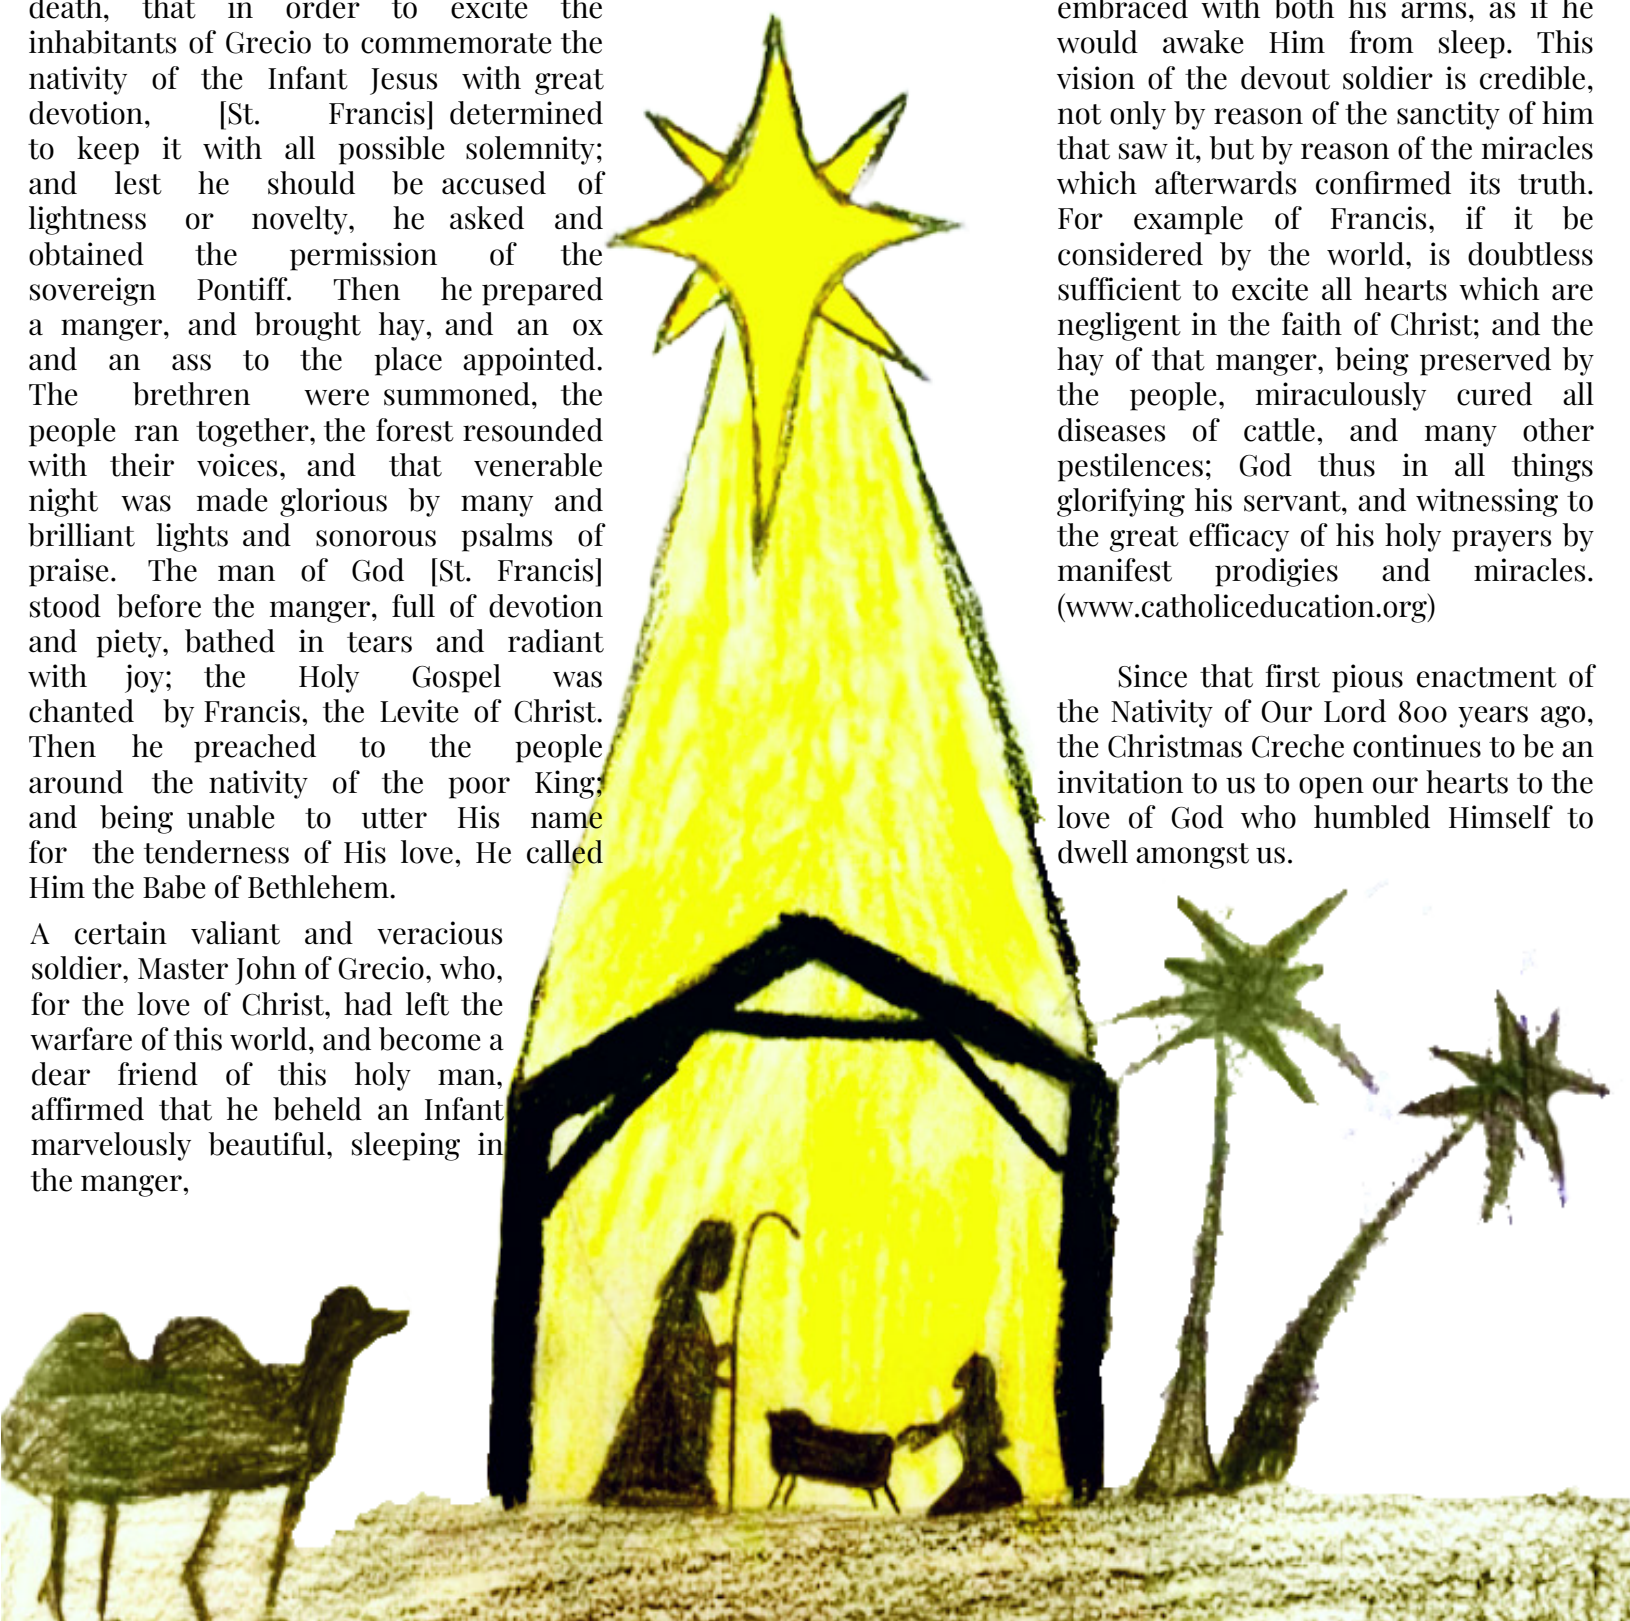 death, that in order to excite the
inhabitants of Grecio to commemorate the
nativity of the Infant Jesus with great
devotion, [St. Francis] determined
to keep it with all possible solemnity;
and lest he should be accused of
lightness or novelty, he asked and
obtained the permission of the
sovereign Pontiff. Then he prepared
a manger, and brought hay, and an ox
and an ass to the place appointed.
The brethren were summoned, the
people ran together, the forest resounded
with their voices, and that venerable
night was made glorious by many and
brilliant lights and sonorous psalms of
praise. The man of God [St. Francis]
stood before the manger, full of devotion
and piety, bathed in tears and radiant
with joy; the Holy Gospel was
chanted by Francis, the Levite of Christ.
Then he preached to the people
around the nativity of the poor King;
and being unable to utter His name
for the tenderness of His love, He called
Him the Babe of Bethlehem.
A certain valiant and veracious
soldier, Master John of Grecio, who,
for the love of Christ, had left the
warfare of this world, and become a
dear friend of this holy man,
affirmed that he beheld an Infant
marvelously beautiful, sleeping in
the manger,
embraced with both his arms, as if he
would awake Him from sleep. This
vision of the devout soldier is credible,
not only by reason of the sanctity of him
that saw it, but by reason of the miracles
which afterwards confirmed its truth.
For example of Francis, if it be
considered by the world, is doubtless
sufficient to excite all hearts which are
negligent in the faith of Christ; and the
hay of that manger, being preserved by
the people, miraculously cured all
diseases of cattle, and many other
pestilences; God thus in all things
glorifying his servant, and witnessing to
the great efficacy of his holy prayers by
manifest prodigies and miracles.
(www.catholiceducation.org)
Since that first pious enactment of
the Nativity of Our Lord 800 years ago,
the Christmas Creche continues to be an
invitation to us to open our hearts to the
love of God who humbled Himself to
dwell amongst us.